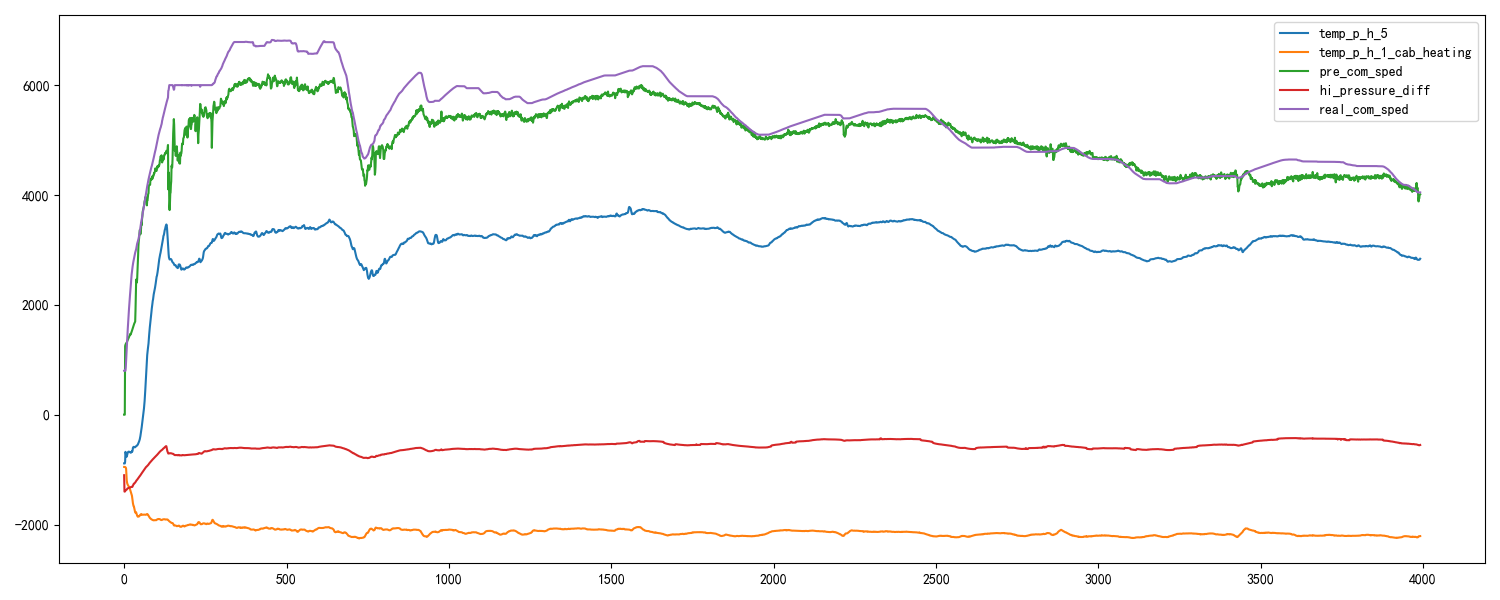 temp_p_h_5
temp_p_h_1_cab_heating
pre_com_sped
hi_pressure_diff
real_com_sped
6000
4000
2000
0
−2000
0 500 1000 1500 2000 2500 3000 3500 4000